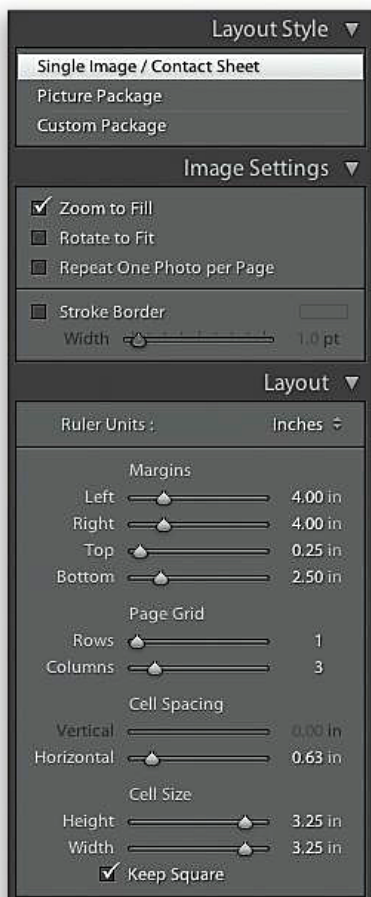 Layout Style
Single Image / Contact Sheet
Picture Package
Custom Package
Image Settings
Zoom to Fill
Rotate to Fit
Repeat One Photo per Page
Stroke Border
Width 1.0 pt
Layout
Ruler Units : Inches
Margins
Left 4.00 in
Right 4.00 in
Top 0.25 in
Bottom 2.50 in
Page Grid
Rows 1
Columns 3
Cell Spacing
Vertical 0.00 in
Horizontal 0.63 in
Cell Size
Height 3.25 in
Width 3.25 in
Keep Square